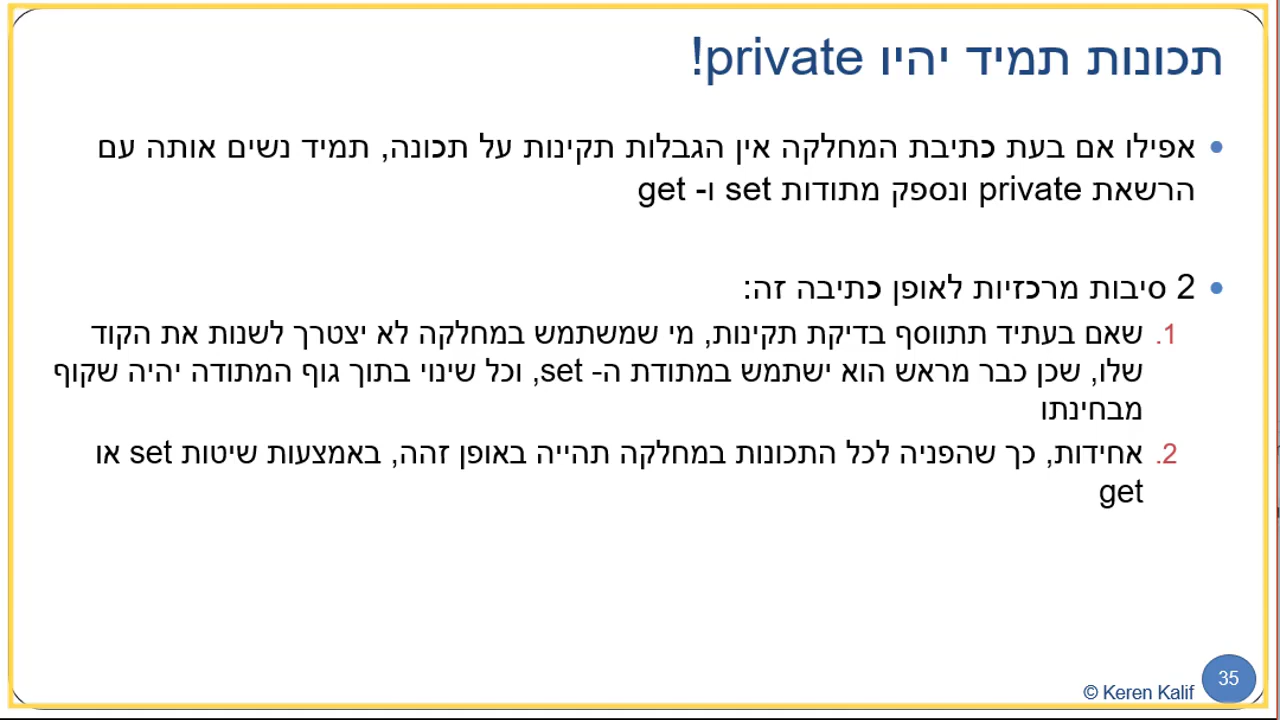 תכונות תמיד יהיו private!
• אפילו אם בעת כתיבת המחלקה אין הגבלות תקינות על תכונה, תמיד נשים אותה עם
הרשאת private ונספק מתודות set ו- get
• 2 סיבות מרכזיות לאופן כתיבה זה:
1. שאם בעתיד תתווסף בדיקת תקינות, מי שמשתמש במחלקה לא יצטרך לשנות את הקוד
שלו, שכן כבר מראש הוא ישתמש במתודת ה- set, וכל שינוי בתוך גוף המתודה יהיה שקוף
מבחינתו
2. אחידות, כך שהפניה לכל התכונות במחלקה תהייה באופן זהה, באמצעות שיטות set או
get
© Keren Kalif
35